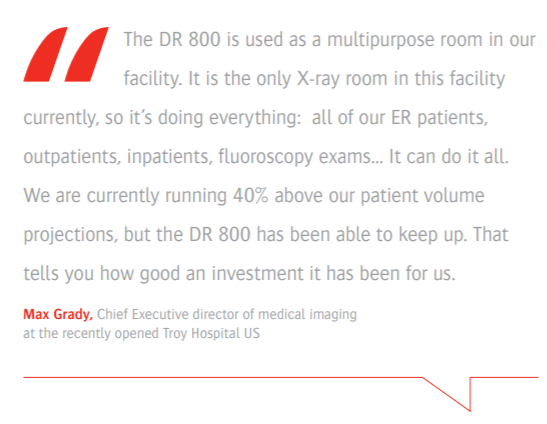 The DR 800 is used as a multipurpose room in our
facility. It is the only X-ray room in this facility
currently, so it's doing everything: all of our ER patients,
outpatients, inpatients, fluoroscopy exams... It can do it all.
We are currently running 40% above our patient volume
projections, but the DR 800 has been able to keep up. That
tells you how good an investment it has been for us.
Max Grady, Chief Executive director of medical imaging
at the recently opened Troy Hospital US